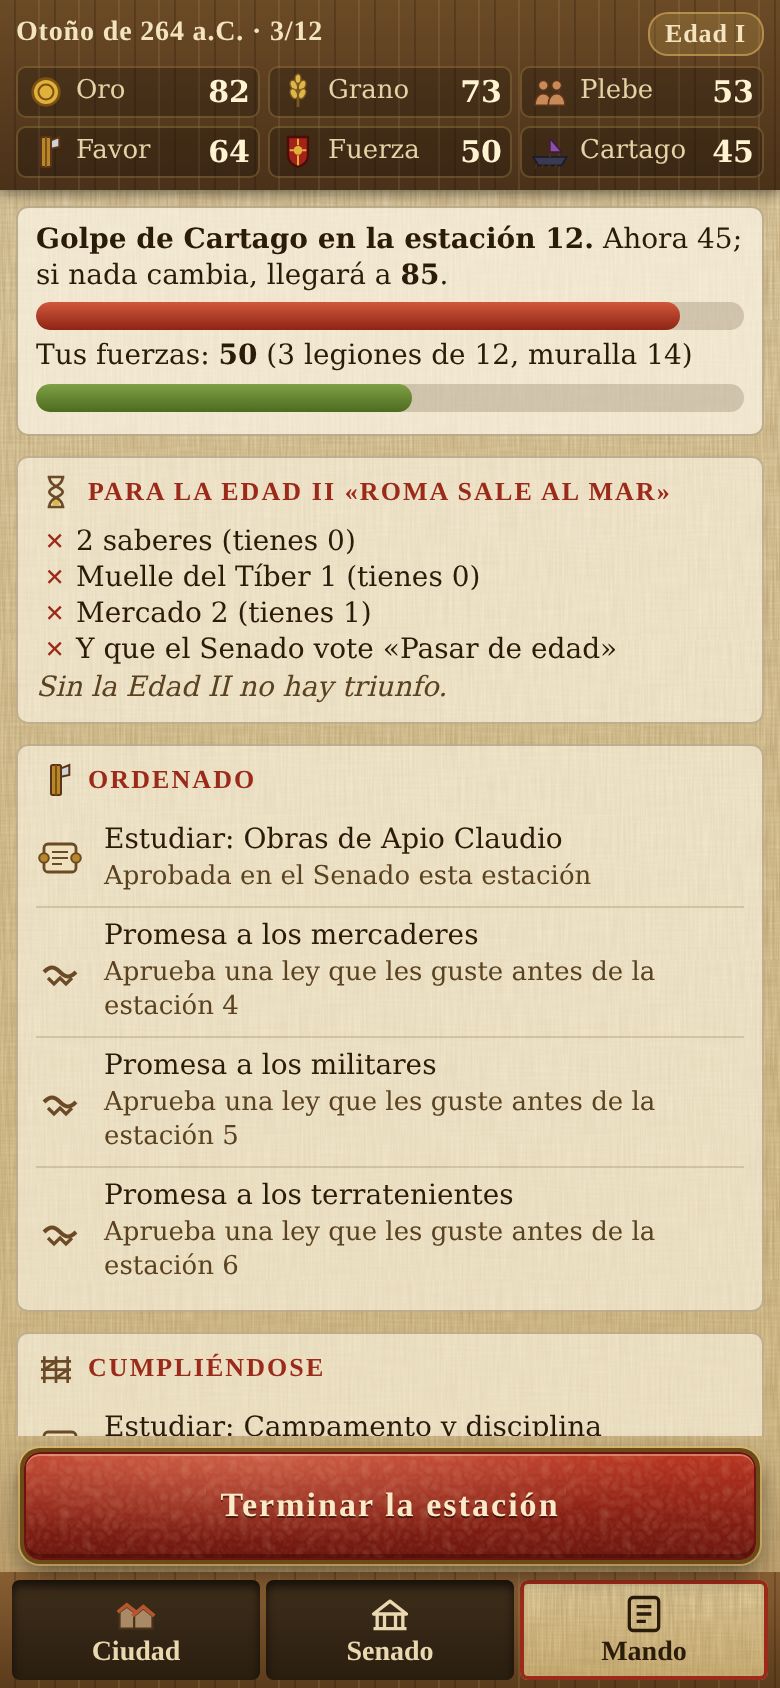 Otoño de 264 a.C. · 3/12
Edad I
Oro 82
Grano 73
Plebe 53
Favor 64
Fuerza 50
Cartago 45
Golpe de Cartago en la estación 12. Ahora 45;
si nada cambia, llegará a 85.
Tus fuerzas: 50 (3 legiones de 12, muralla 14)
PARA LA EDAD II «ROMA SALE AL MAR»
× 2 saberes (tienes 0)
× Muelle del Tíber 1 (tienes 0)
× Mercado 2 (tienes 1)
× Y que el Senado vote «Pasar de edad»
Sin la Edad II no hay triunfo.
ORDENADO
Estudiar: Obras de Apio Claudio
Aprobada en el Senado esta estación
Promesa a los mercaderes
Aprueba una ley que les guste antes de la
estación 4
Promesa a los militares
Aprueba una ley que les guste antes de la
estación 5
Promesa a los terratenientes
Aprueba una ley que les guste antes de la
estación 6
CUMPLIÉNDOSE
Estudiar: Campamento y disciplina
Terminar la estación
Ciudad
Senado
Mando